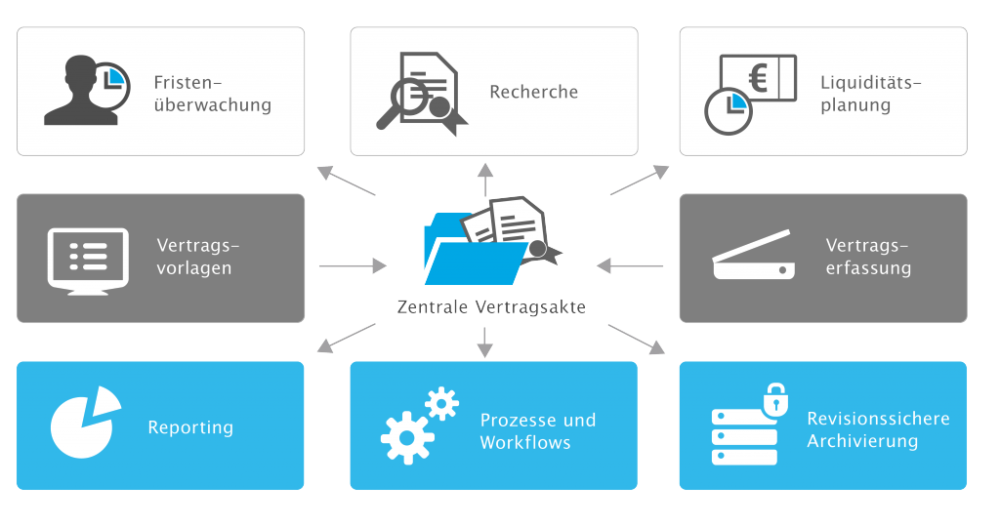 Fristen-
überwachung
Recherche
Liquiditäts-
planung
€
Vertrags-
vorlagen
Zentrale Vertragsakte
Vertrags-
erfassung
Reporting
Prozesse und
Workflows
Revisionssichere
Archivierung